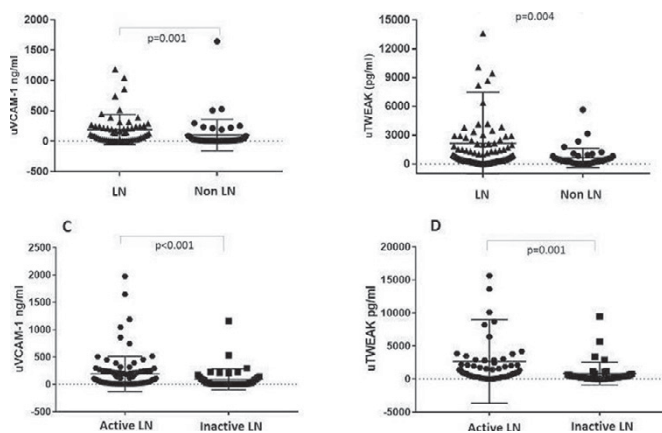 2000
1500
1000
500
0
-500
uVCAM-1 ng/ml
p=0.001
LN Non LN
15000
12000
9000
6000
3000
0
uTWEAK (pg/ml)
p=0.004
LN Non LN
C
2500
2000
1500
1000
500
0
-500
uVCAM-1 ng/ml
p<0.001
Active LN Inactive LN
D
20000
15000
10000
5000
0
-5000
uTWEAK pg/ml
p=0.001
Active LN Inactive LN